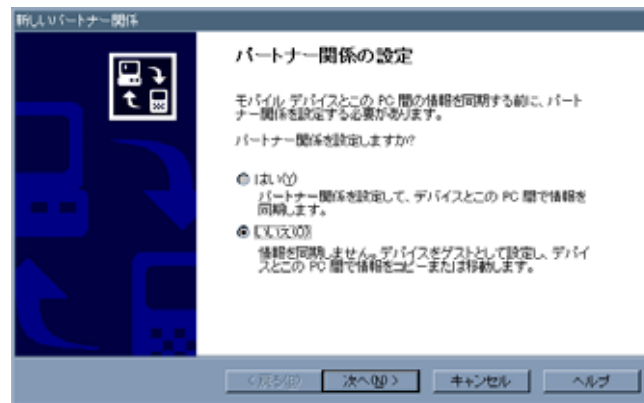 新しいパートナー関係
パートナー関係の設定
モバイル デバイスとこの PC 間の情報を同期する前に、パート
ナー関係を設定する必要があります。
パートナー関係を設定しますか?
はい(Y)
パートナー関係を設定して、デバイスとこの PC 間で情報を
同期します。
いいえ(O)
情報を同期しません。デバイスをゲストとして設定し、デバイ
スとこの PC 間で情報をコピーまたは移動します。
< 戻る(B) 次へ(N) > キャンセル ヘルプ